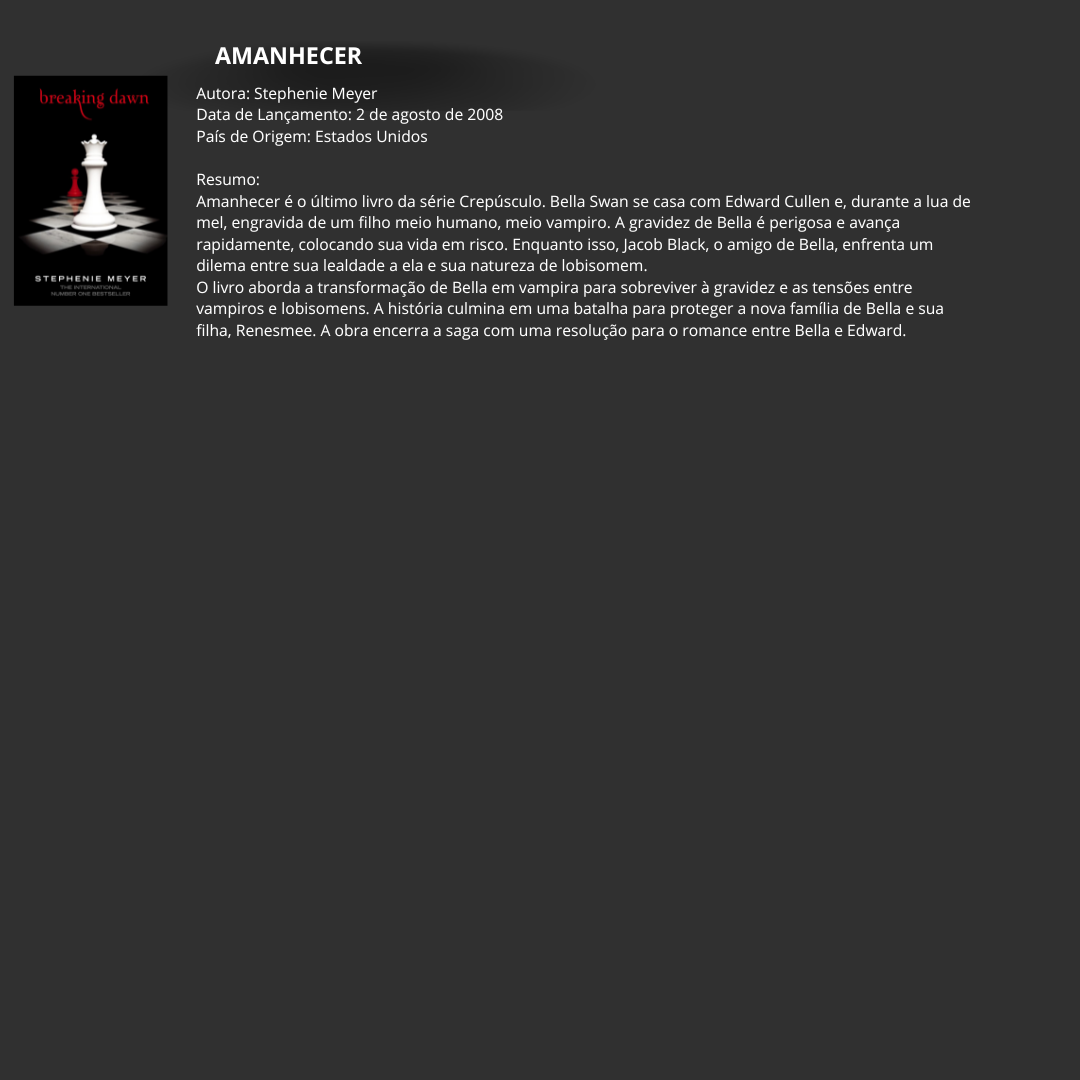 AMANHECER
breaking dawn
STEPHENIE MEYER
THE INTERNATIONAL
NUMBER ONE BESTSELLER
Autora: Stephenie Meyer
Data de Lançamento: 2 de agosto de 2008
País de Origem: Estados Unidos
Resumo:
Amanhecer é o último livro da série Crepúsculo. Bella Swan se casa com Edward Cullen e, durante a lua de
mel, engravida de um filho meio humano, meio vampiro. A gravidez de Bella é perigosa e avança
rapidamente, colocando sua vida em risco. Enquanto isso, Jacob Black, o amigo de Bella, enfrenta um
dilema entre sua lealdade a ela e sua natureza de lobisomem.
O livro aborda a transformação de Bella em vampira para sobreviver à gravidez e as tensões entre
vampiros e lobisomens. A história culmina em uma batalha para proteger a nova família de Bella e sua
filha, Renesmee. A obra encerra a saga com uma resolução para o romance entre Bella e Edward.